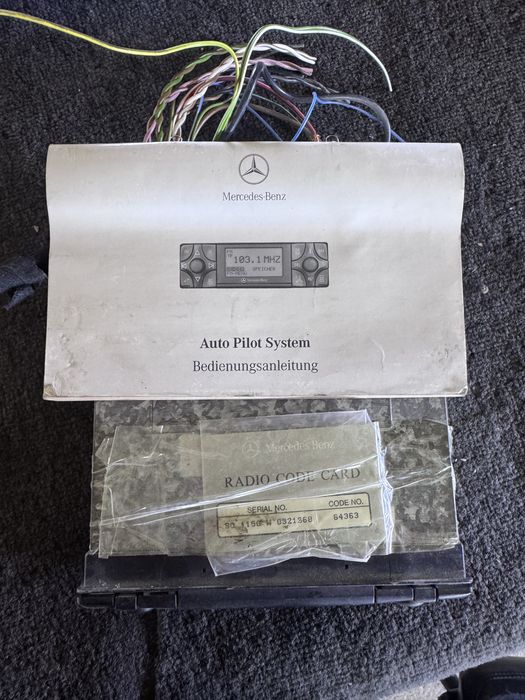 Mercedes-Benz
103.1 MHZ
SPEICHER
Auto Pilot System
Bedienungsanleitung
Mercedes Benz
RADIO CODE CARD
SERIAL NO. CODE NO.
64363